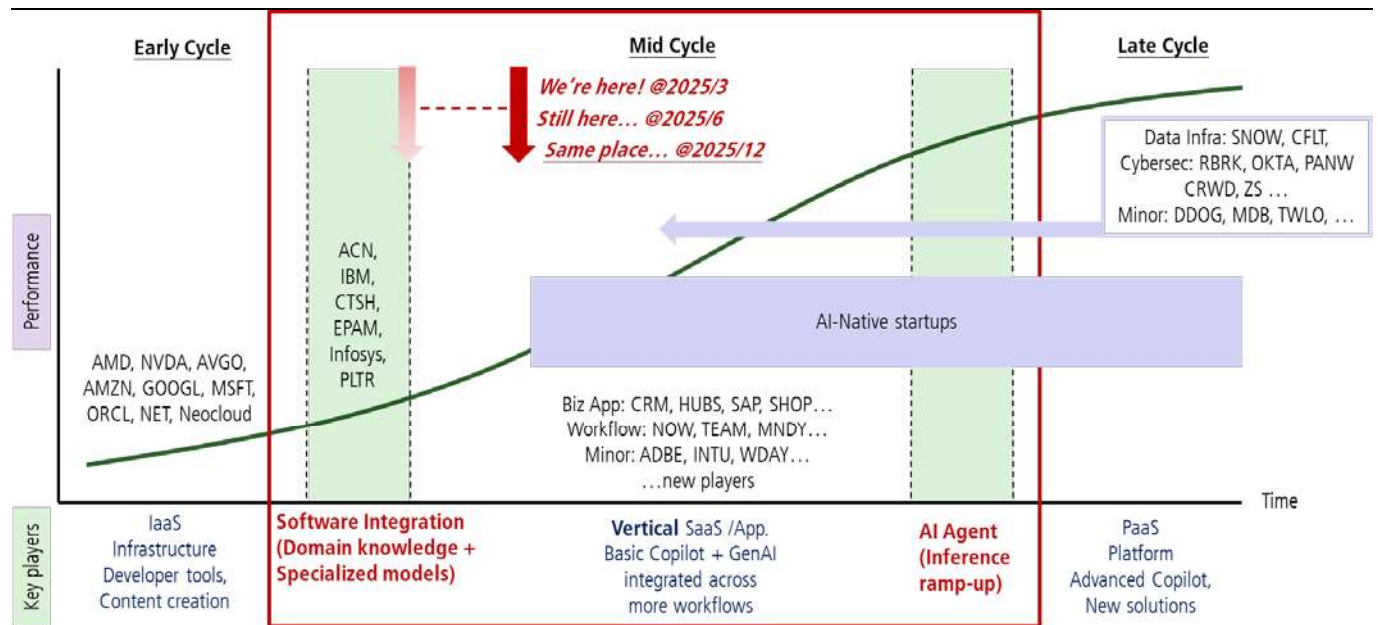 Early Cycle
Mid Cycle
Late Cycle
We're here! @2025/3
Still here... @2025/6
Same place... @2025/12
Data Infra: SNOW, CFLT,
Cybersec: RBRK, OKTA, PANW
CRWD, ZS ...
Minor: DDOG, MDB, TWLO, ...
Performance
ACN,
IBM,
CTSH,
EPAM,
Infosys,
PLTR
AI-Native startups
AMD, NVDA, AVGO,
AMZN, GOOGL, MSFT,
ORCL, NET, Neocloud
Biz App: CRM, HUBS, SAP, SHOP...
Workflow: NOW, TEAM, MNDY...
Minor: ADBE, INTU, WDAY...
...new players
Time
Key players
IaaS
Infrastructure
Developer tools,
Content creation
Software Integration
(Domain knowledge +
Specialized models)
Vertical SaaS /App.
Basic Copilot + GenAI
integrated across
more workflows
AI Agent
(Inference
ramp-up)
PaaS
Platform
Advanced Copilot,
New solutions